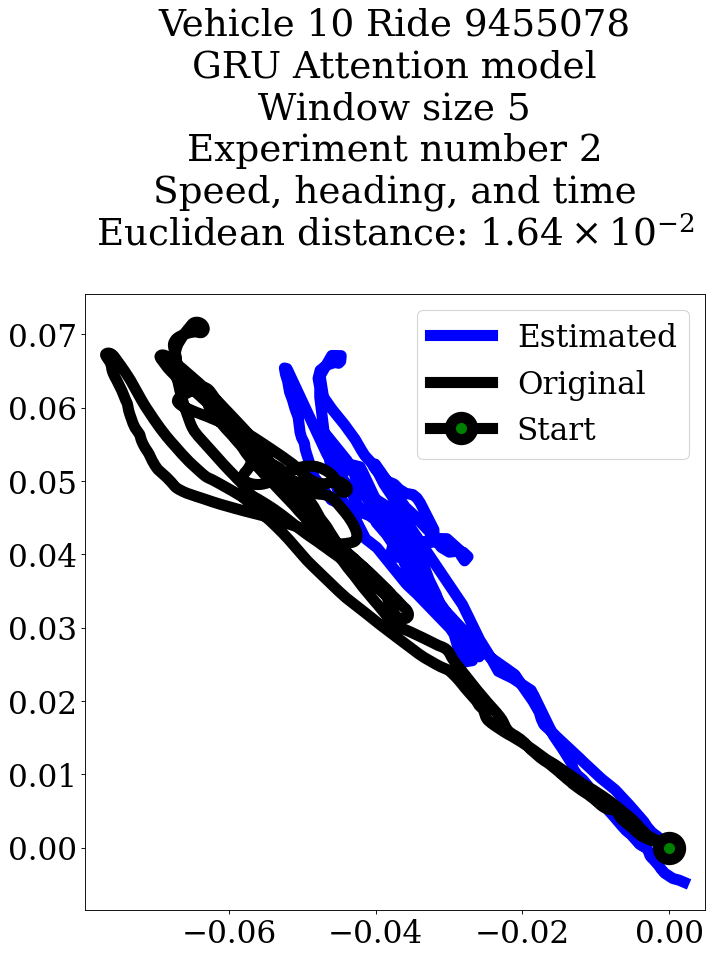 Vehicle 10 Ride 9455078
GRU Attention model
Window size 5
Experiment number 2
Speed, heading, and time
Euclidean distance: 1.64 × 10⁻²
Estimated
Original
Start
0.07
0.06
0.05
0.04
0.03
0.02
0.01
0.00
−0.06 −0.04 −0.02 0.00